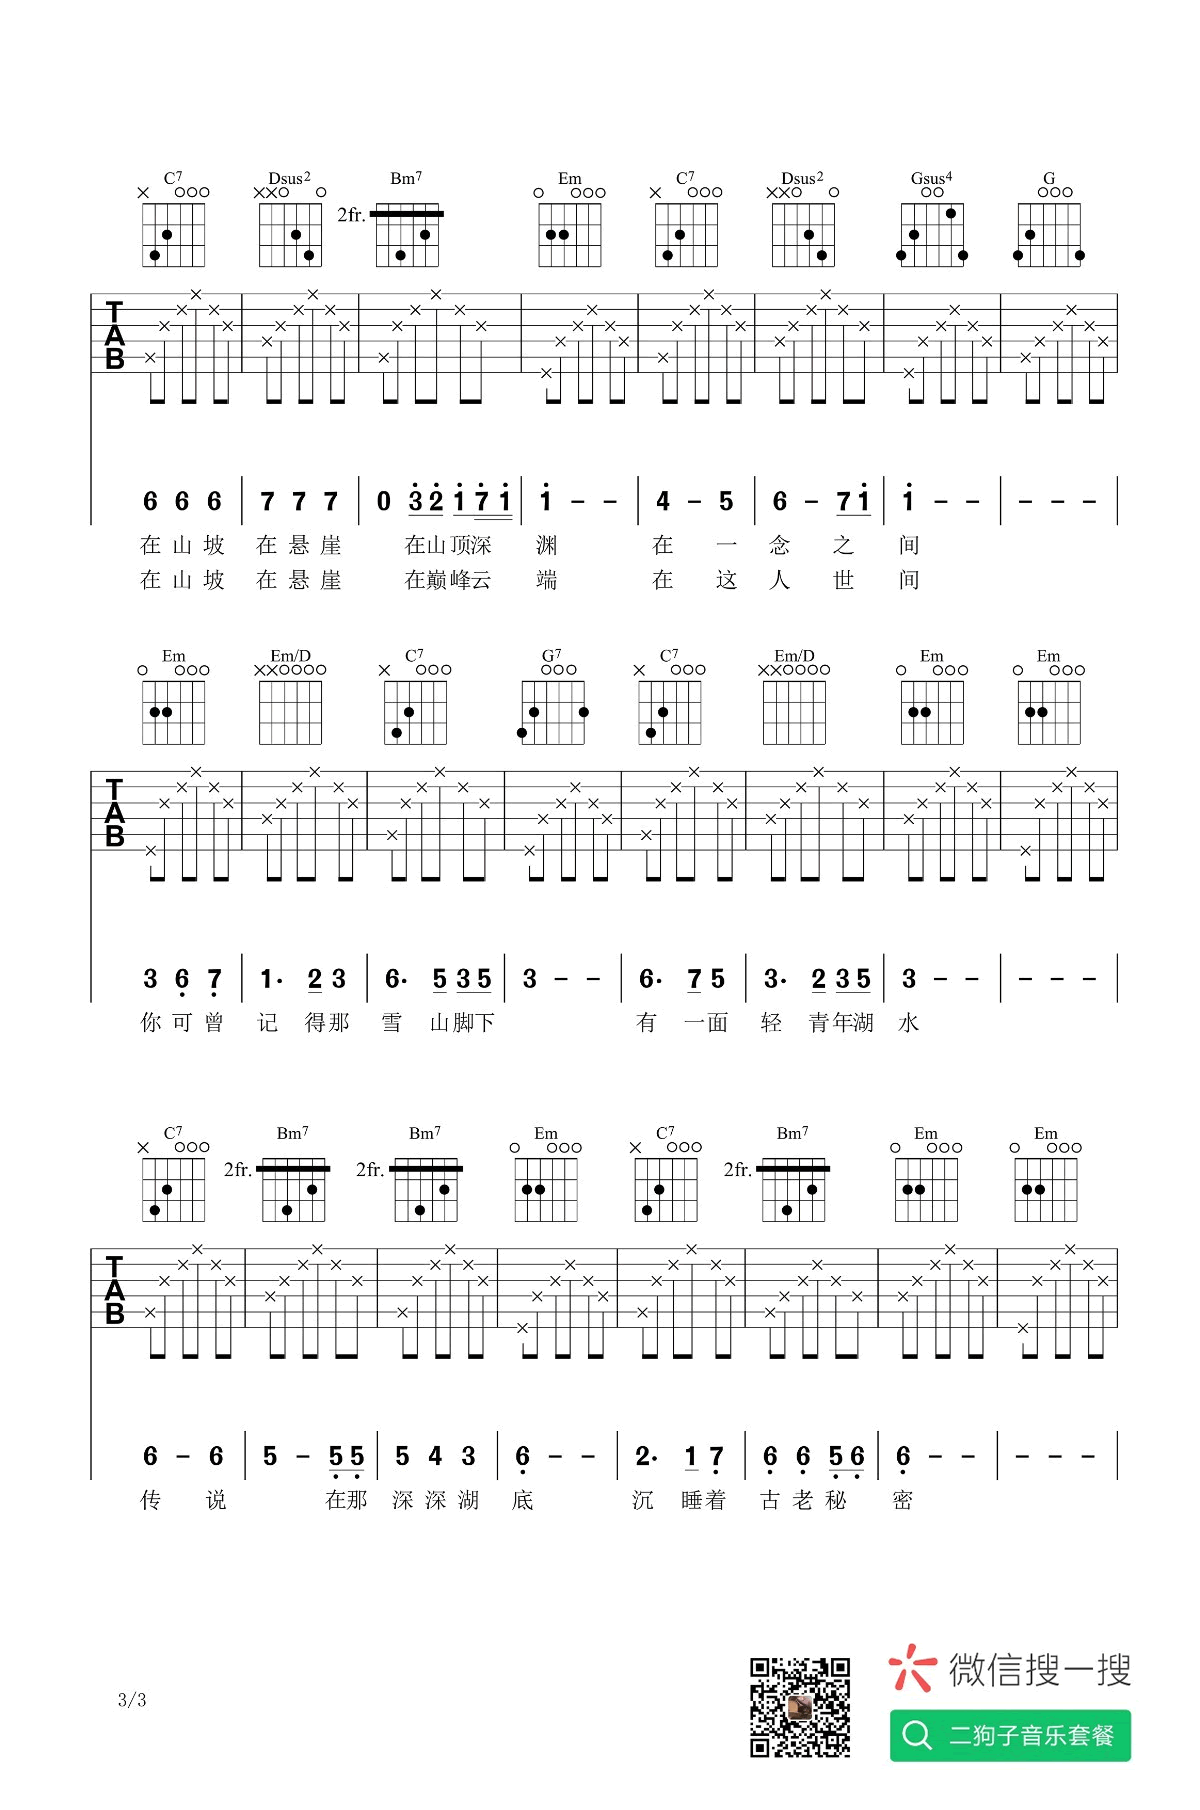 C7 Dsus2 Bm7 Em C7 Dsus2 Gsus4 G
2fr.
T
A
B
6 6 6 | 7 7 7 | 0 3 2 1 7 1 | 1 - - | 4 - 5 | 6 - 7 1 | 1 - - | - - - |
在山坡 在悬崖 在山顶深 渊 在一念之间
在山坡 在悬崖 在巅峰云 端 在这人世间
Em Em/D C7 G7 C7 Em/D Em Em
T
A
B
3 6 7 | 1. 2 3 | 6. 5 3 5 | 3 - - | 6. 7 5 | 3. 2 3 5 | 3 - - | - - - |
你可曾 记得那 雪山脚下 有一面 轻青年湖 水
C7 Bm7 Bm7 Em C7 Bm7 Em Em
2fr. 2fr. 2fr.
T
A
B
6 - 6 | 5 - 5 5 | 5 4 3 | 6 - - | 2. 1 7 | 6 6 5 6 | 6 - - | - - - |
传说 在那 深深湖 底 沉睡着 古老秘 密
3/3
微信搜一搜
二狗子音乐套餐